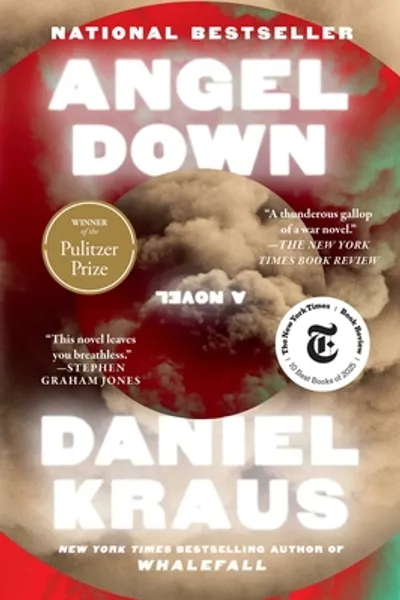 NATIONAL BESTSELLER
ANGEL
DOWN
WINNER
of the
Pulitzer
Prize
“A thunderous gallop
of a war novel.”
—THE NEW YORK
TIMES BOOK REVIEW
A NOVEL
The New York Times | Book Review
T
10 Best Books of 2025
“This novel leaves
you breathless.”
—STEPHEN
GRAHAM JONES
DANIEL
KRAUS
NEW YORK TIMES BESTSELLING AUTHOR OF
WHALEFALL